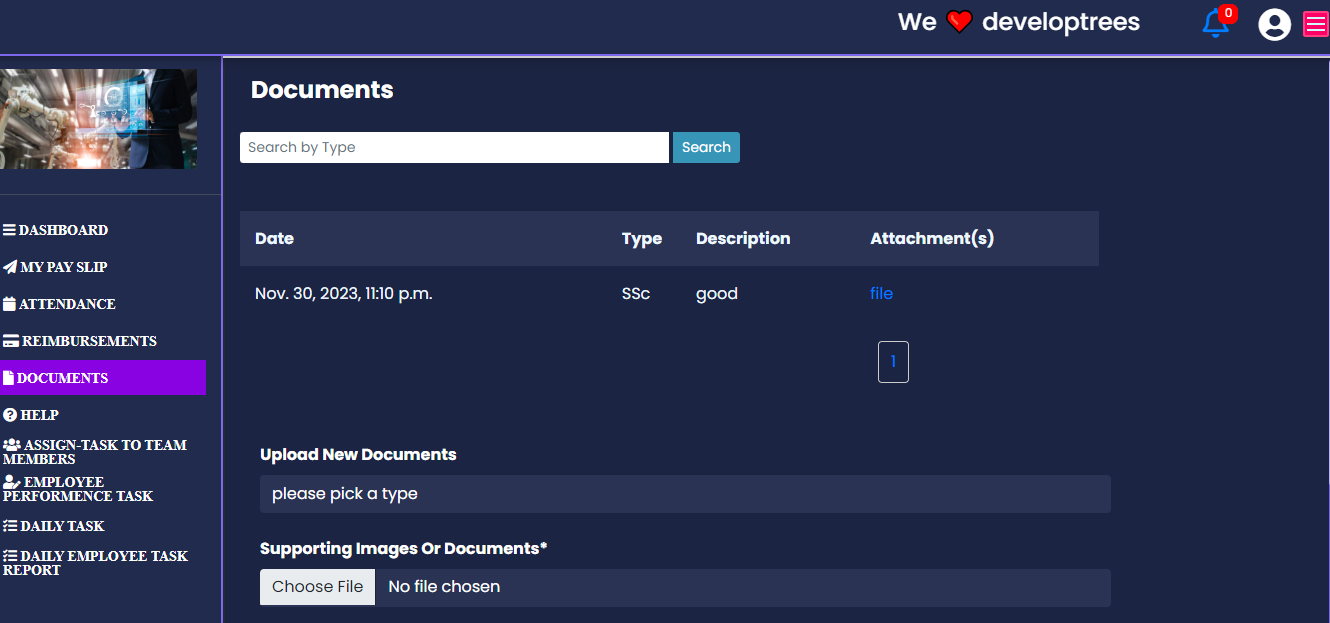 We ❤ developtrees
0
Documents
Search by Type
Search
DASHBOARD
MY PAY SLIP
ATTENDANCE
REIMBURSEMENTS
DOCUMENTS
HELP
ASSIGN-TASK TO TEAM
MEMBERS
EMPLOYEE
PERFORMENCE TASK
DAILY TASK
DAILY EMPLOYEE TASK
REPORT
Date Type Description Attachment(s)
Nov. 30, 2023, 11:10 p.m. SSc good file
1
Upload New Documents
please pick a type
Supporting Images Or Documents*
Choose File No file chosen